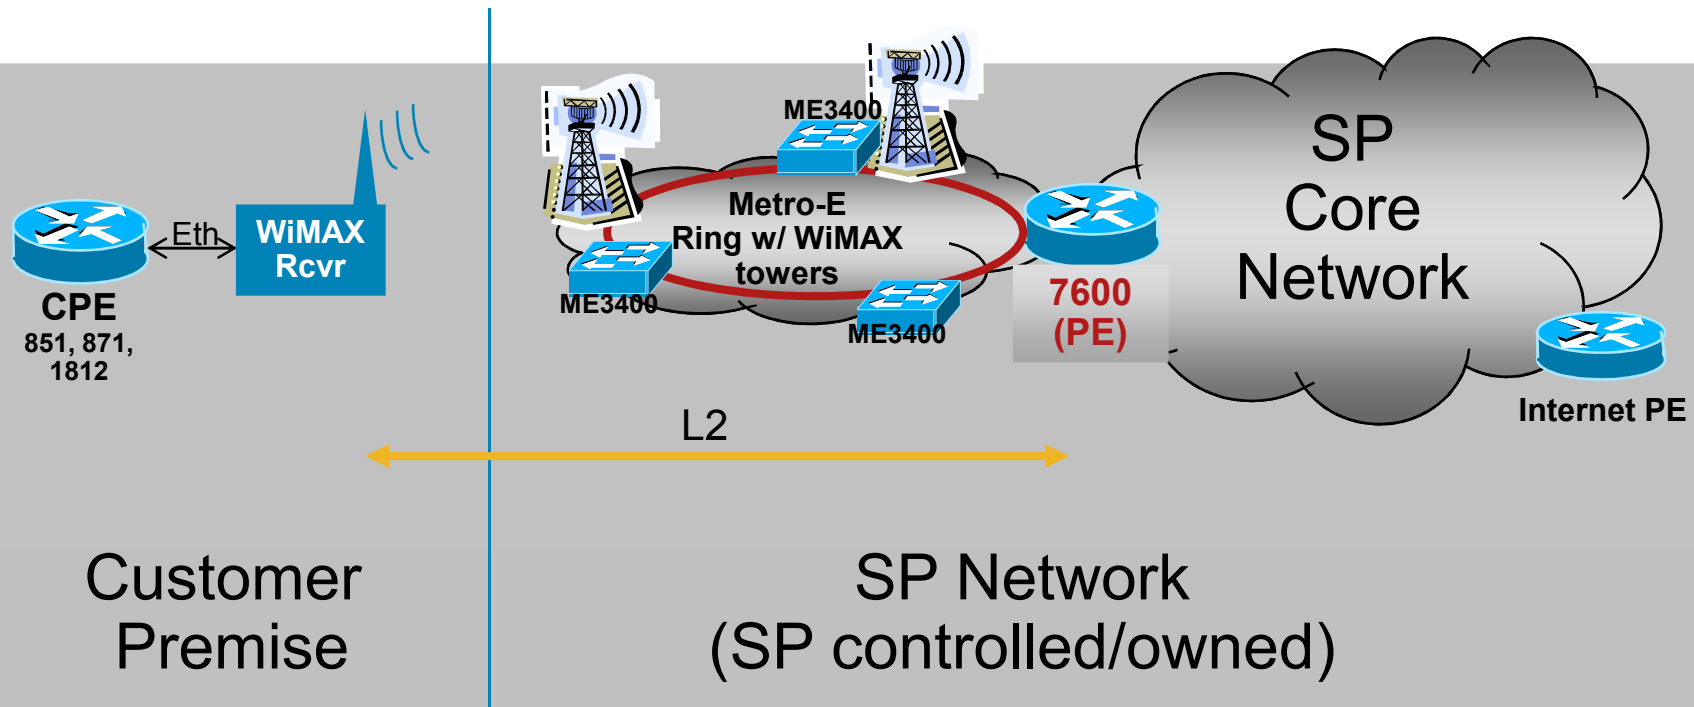 ME3400
SP
Core
Network
Metro-E
Ring w/ WiMAX
towers
Eth
WiMAX
Rcvr
CPE
851, 871,
1812
ME3400
ME3400
7600
(PE)
Internet PE
L2
Customer
Premise
SP Network
(SP controlled/owned)